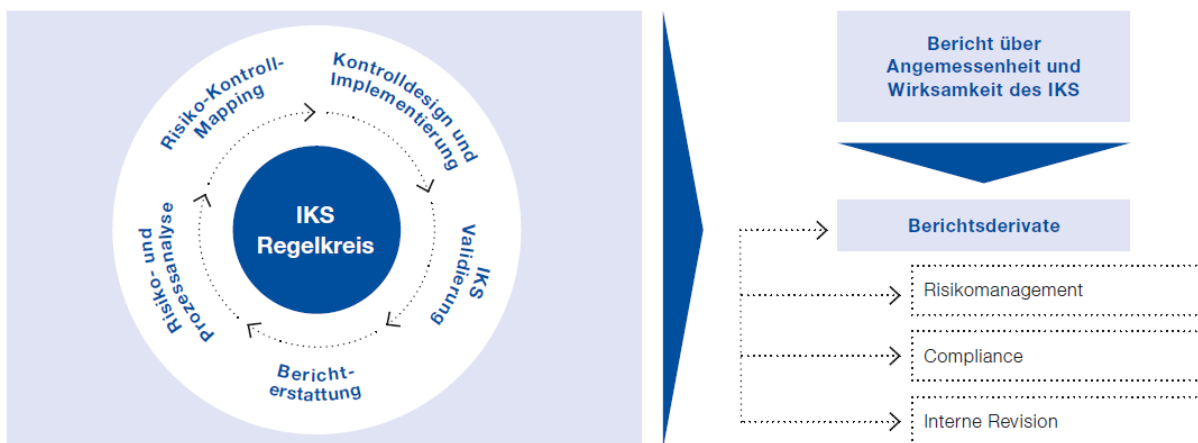 Risiko-Kontroll-
Mapping
Kontrolldesign und
Implementierung
IKS
Validierung
Bericht-
erstattung
Risiko- und
Prozessanalyse
IKS
Regelkreis
Bericht über
Angemessenheit und
Wirksamkeit des IKS
Berichtsderivate
Risikomanagement
Compliance
Interne Revision